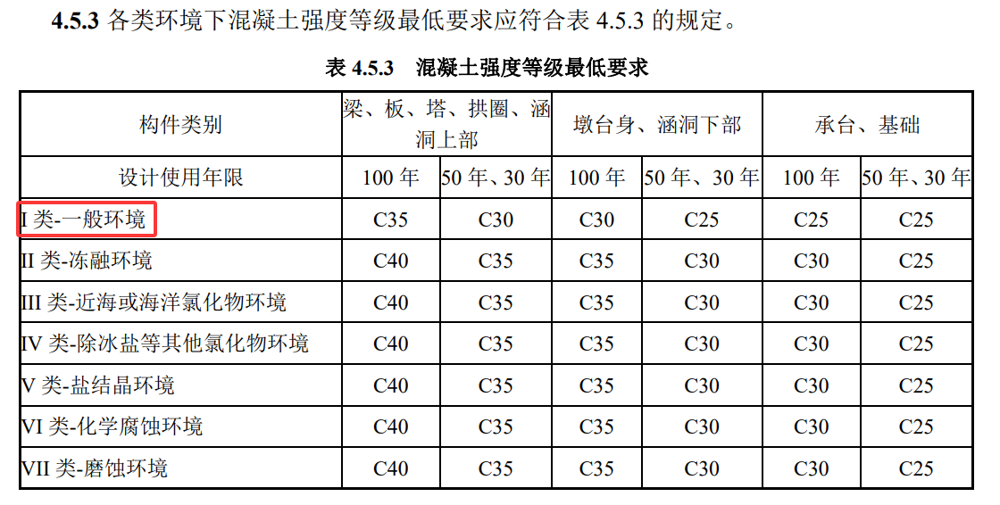 4.5.3 各类环境下混凝土强度等级最低要求应符合表 4.5.3 的规定。
表 4.5.3 混凝土强度等级最低要求
构件类别 梁、板、塔、拱圈、涵 墩台身、涵洞下部 承台、基础
洞上部
设计使用年限 100 年 50 年、30 年 100 年 50 年、30 年 100 年 50 年、30 年
I 类-一般环境 C35 C30 C30 C25 C25 C25
II 类-冻融环境 C40 C35 C35 C30 C30 C25
III 类-近海或海洋氯化物环境 C40 C35 C35 C30 C30 C25
IV 类-除冰盐等其他氯化物环境 C40 C35 C35 C30 C30 C25
V 类-盐结晶环境 C40 C35 C35 C30 C30 C25
VI 类-化学腐蚀环境 C40 C35 C35 C30 C30 C25
VII 类-磨蚀环境 C40 C35 C35 C30 C30 C25